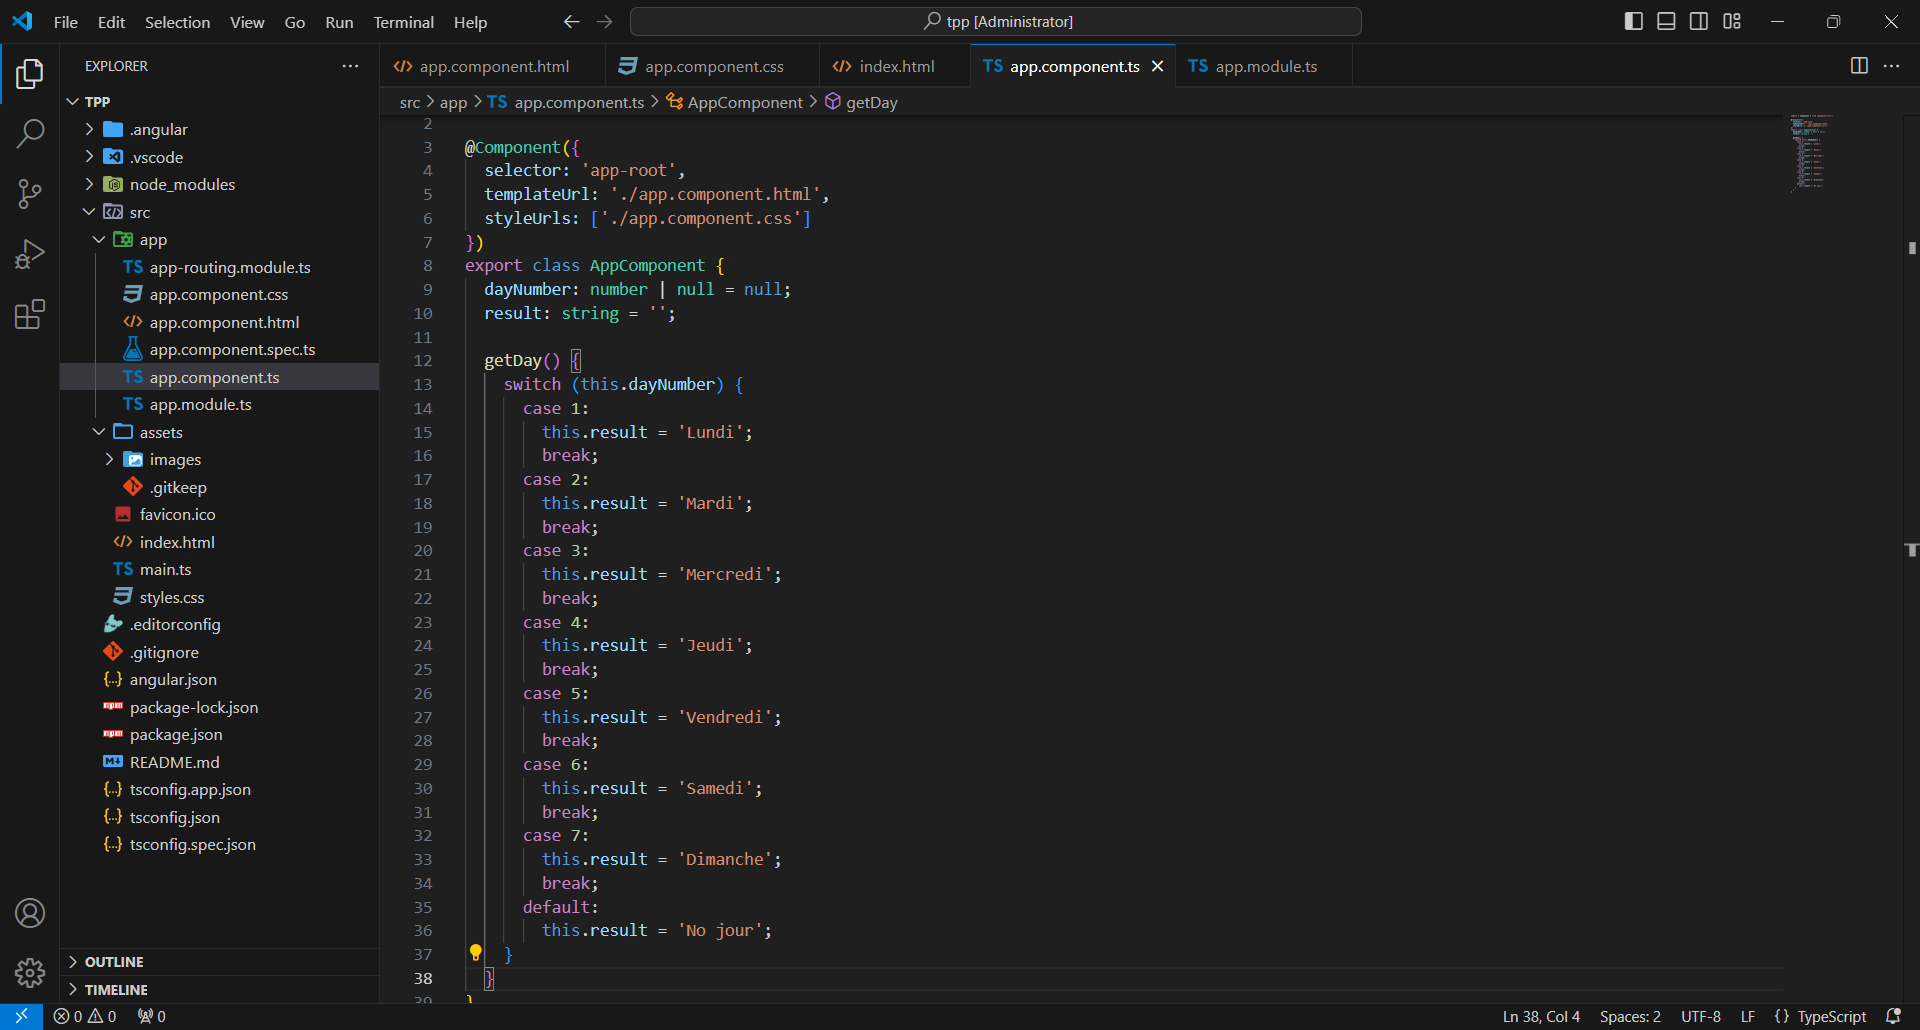 File Edit Selection View Go Run Terminal Help
tpp [Administrator]
EXPLORER
TPP
.angular
.vscode
node_modules
src
app
TS app-routing.module.ts
app.component.css
app.component.html
app.component.spec.ts
TS app.component.ts
TS app.module.ts
assets
images
.gitkeep
favicon.ico
index.html
TS main.ts
styles.css
.editorconfig
.gitignore
angular.json
package-lock.json
package.json
README.md
tsconfig.app.json
tsconfig.json
tsconfig.spec.json
OUTLINE
TIMELINE
app.component.html app.component.css index.html TS app.component.ts TS app.module.ts
src > app > TS app.component.ts > AppComponent > getDay
2
3 @Component({
4 selector: 'app-root',
5 templateUrl: './app.component.html',
6 styleUrls: ['./app.component.css']
7 })
8 export class AppComponent {
9 dayNumber: number | null = null;
10 result: string = '';
11
12 getDay() {
13 switch (this.dayNumber) {
14 case 1:
15 this.result = 'Lundi';
16 break;
17 case 2:
18 this.result = 'Mardi';
19 break;
20 case 3:
21 this.result = 'Mercredi';
22 break;
23 case 4:
24 this.result = 'Jeudi';
25 break;
26 case 5:
27 this.result = 'Vendredi';
28 break;
29 case 6:
30 this.result = 'Samedi';
31 break;
32 case 7:
33 this.result = 'Dimanche';
34 break;
35 default:
36 this.result = 'No jour';
37 }
38 }
39 }
0 0 0
Ln 38, Col 4 Spaces: 2 UTF-8 LF {} TypeScript